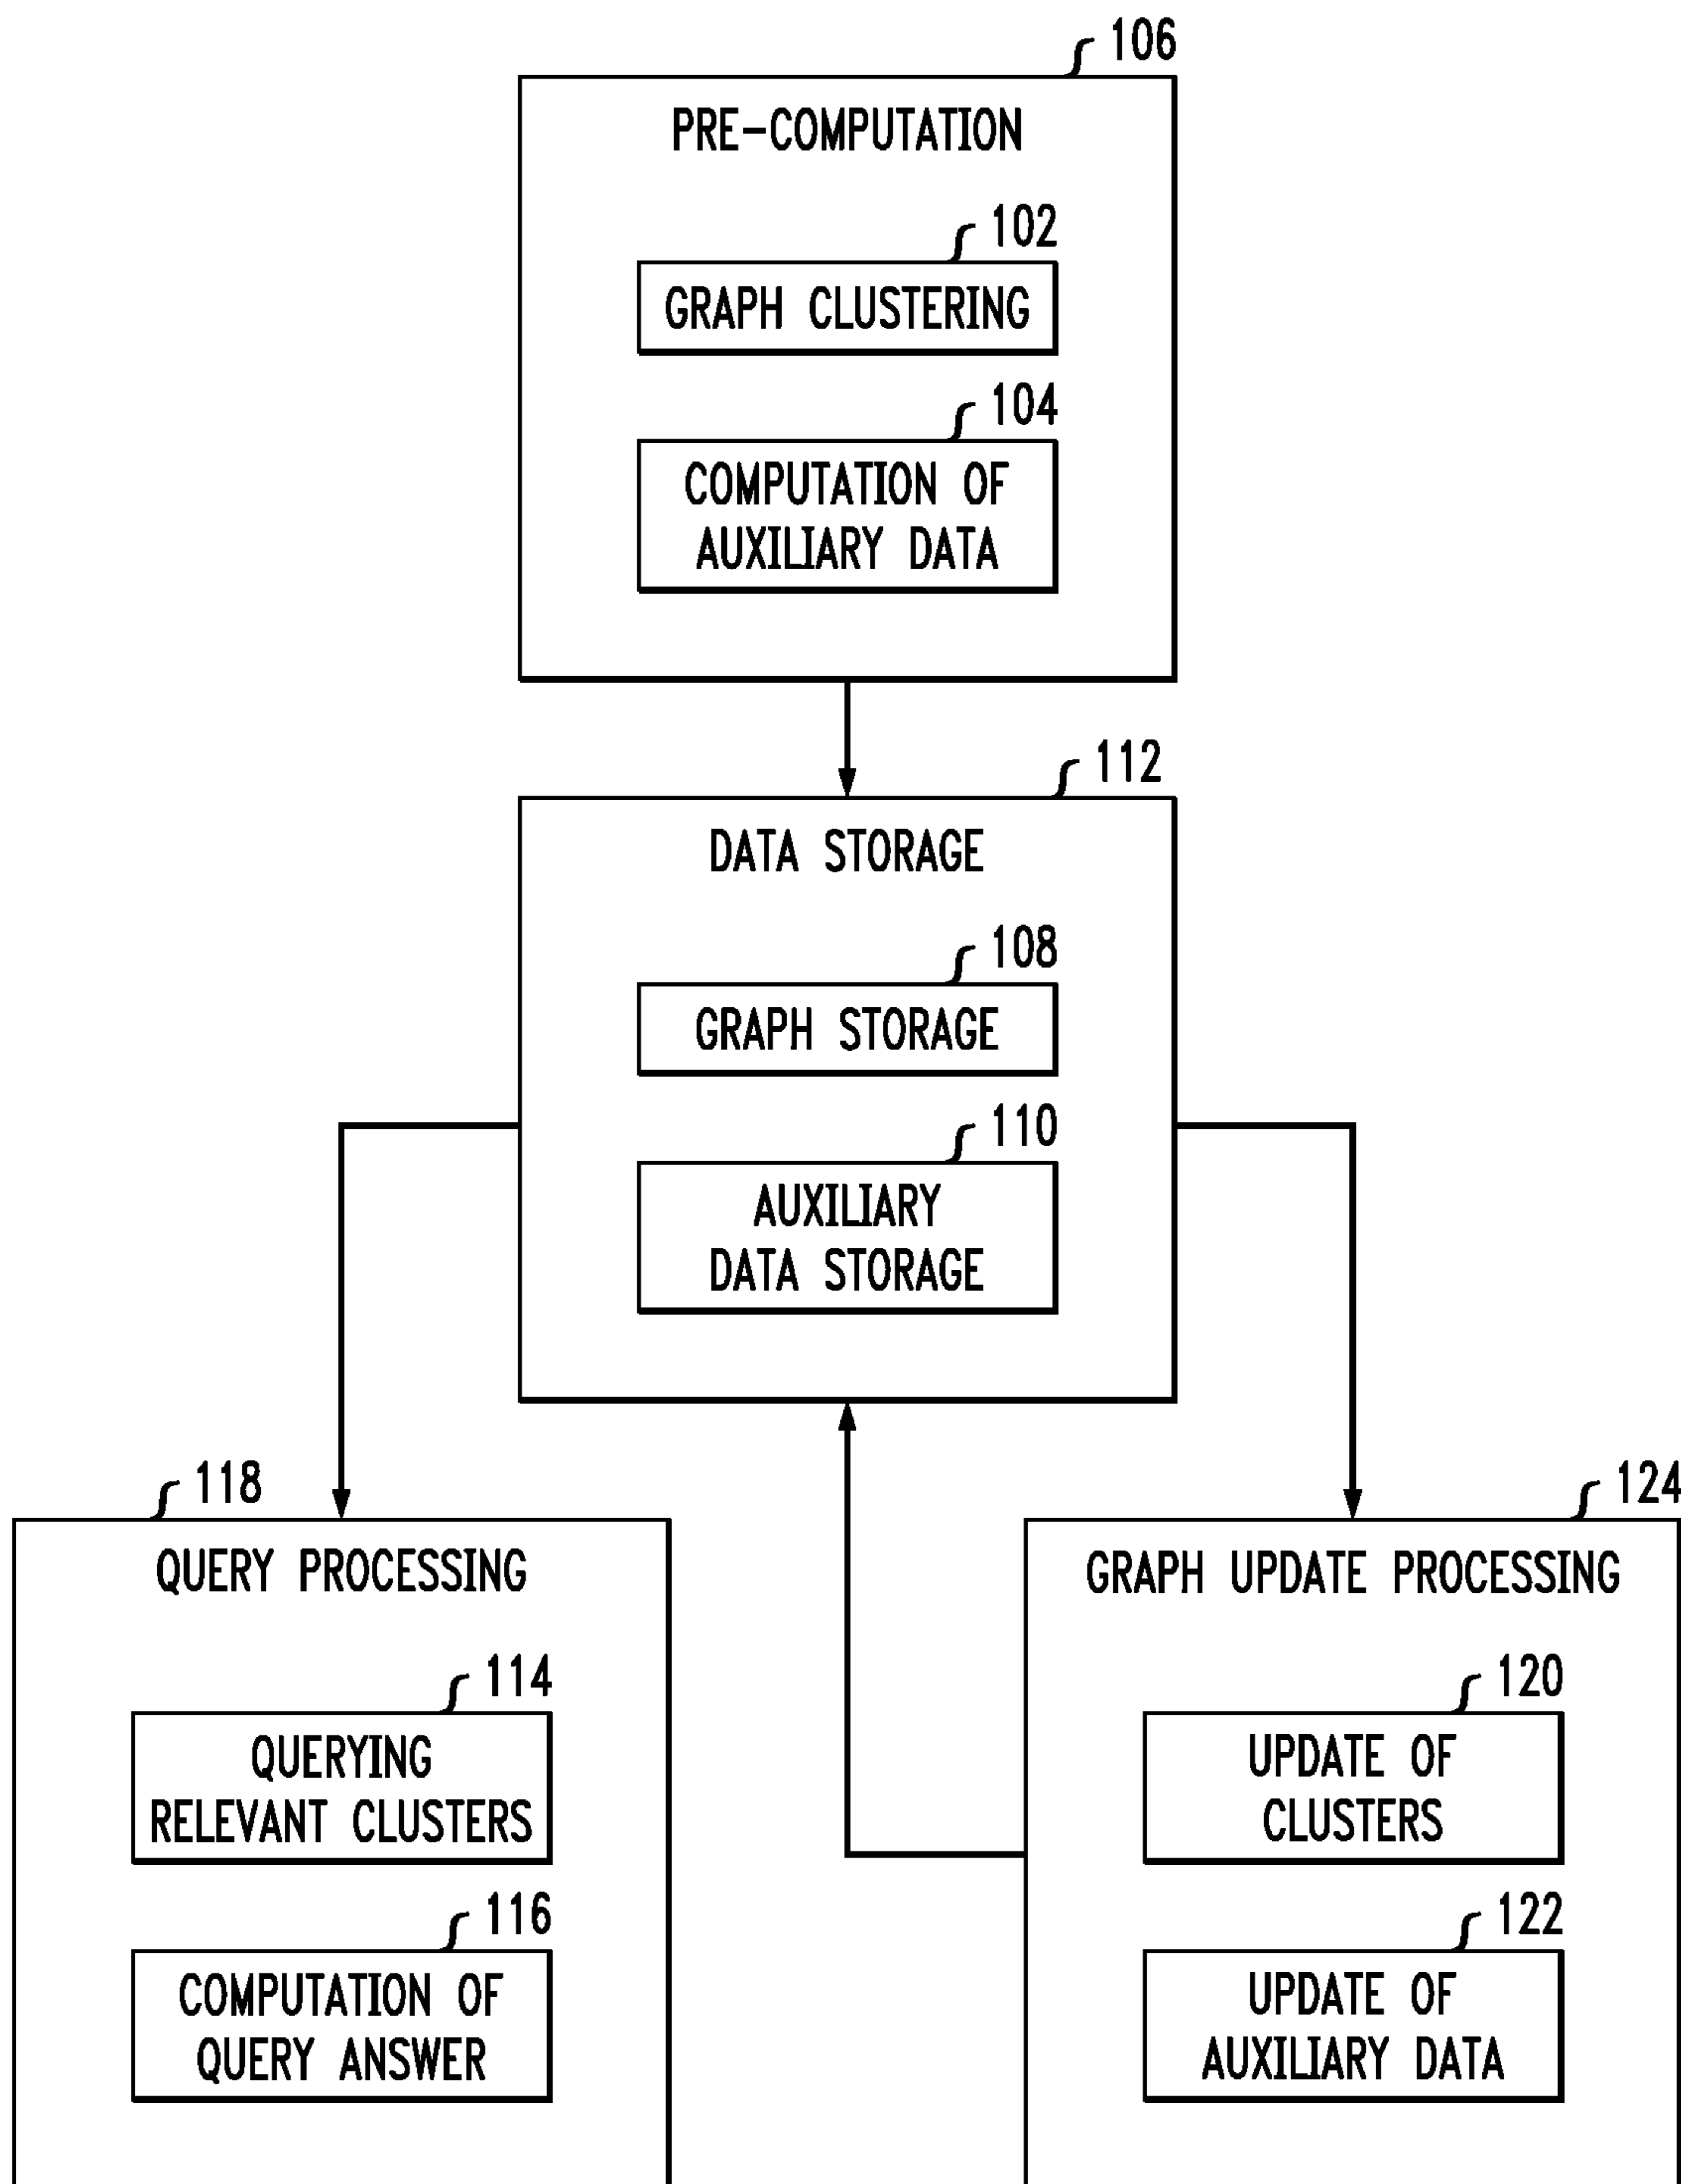 106
PRE-COMPUTATION
102
GRAPH CLUSTERING
104
COMPUTATION OF
AUXILIARY DATA
112
DATA STORAGE
108
GRAPH STORAGE
110
AUXILIARY
DATA STORAGE
118
QUERY PROCESSING
114
QUERYING
RELEVANT CLUSTERS
116
COMPUTATION OF
QUERY ANSWER
124
GRAPH UPDATE PROCESSING
120
UPDATE OF
CLUSTERS
122
UPDATE OF
AUXILIARY DATA